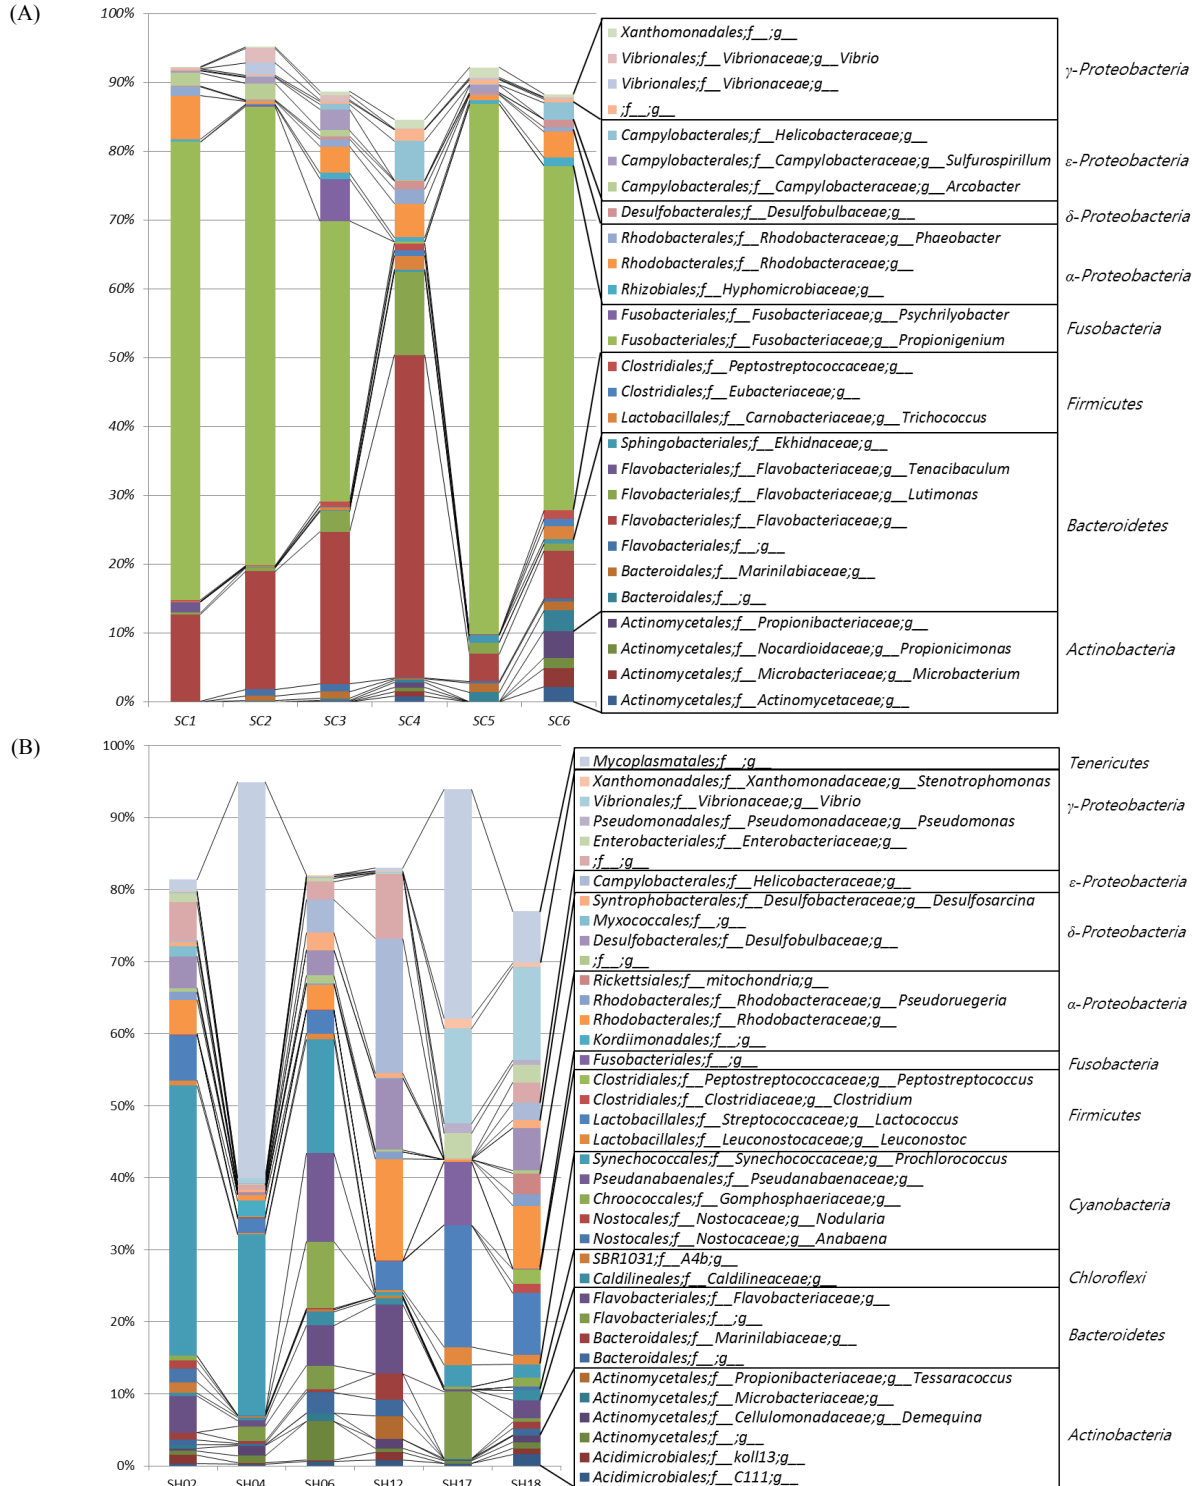 (A)
100%
90%
80%
70%
60%
50%
40%
30%
20%
10%
0%
SC1 SC2 SC3 SC4 SC5 SC6
Xanthomonadales;f__;g__
Vibrionales;f__Vibrionaceae;g__Vibrio
Vibrionales;f__Vibrionaceae;g__
;f__;g__
γ-Proteobacteria
Campylobacterales;f__Helicobacteraceae;g__
Campylobacterales;f__Campylobacteraceae;g__Sulfurospirillum
Campylobacterales;f__Campylobacteraceae;g__Arcobacter
ε-Proteobacteria
Desulfobacterales;f__Desulfobulbaceae;g__
δ-Proteobacteria
Rhodobacterales;f__Rhodobacteraceae;g__Phaeobacter
Rhodobacterales;f__Rhodobacteraceae;g__
Rhizobiales;f__Hyphomicrobiaceae;g__
α-Proteobacteria
Fusobacteriales;f__Fusobacteriaceae;g__Psychrilyobacter
Fusobacteriales;f__Fusobacteriaceae;g__Propionigenium
Fusobacteria
Clostridiales;f__Peptostreptococcaceae;g__
Clostridiales;f__Eubacteriaceae;g__
Lactobacillales;f__Carnobacteriaceae;g__Trichococcus
Firmicutes
Sphingobacteriales;f__Ekhidnaceae;g__
Flavobacteriales;f__Flavobacteriaceae;g__Tenacibaculum
Flavobacteriales;f__Flavobacteriaceae;g__Lutimonas
Flavobacteriales;f__Flavobacteriaceae;g__
Flavobacteriales;f__;g__
Bacteroidales;f__Marinilabiaceae;g__
Bacteroidales;f__;g__
Bacteroidetes
Actinomycetales;f__Propionibacteriaceae;g__
Actinomycetales;f__Nocardioidaceae;g__Propionicimonas
Actinomycetales;f__Microbacteriaceae;g__Microbacterium
Actinomycetales;f__Actinomycetaceae;g__
Actinobacteria
(B)
100%
90%
80%
70%
60%
50%
40%
30%
20%
10%
0%
SH02 SH04 SH06 SH12 SH17 SH18
Mycoplasmatales;f__;g__
Tenericutes
Xanthomonadales;f__Xanthomonadaceae;g__Stenotrophomonas
Vibrionales;f__Vibrionaceae;g__Vibrio
Pseudomonadales;f__Pseudomonadaceae;g__Pseudomonas
Enterobacteriales;f__Enterobacteriaceae;g__
;f__;g__
γ-Proteobacteria
Campylobacterales;f__Helicobacteraceae;g__
ε-Proteobacteria
Syntrophobacterales;f__Desulfobacteraceae;g__Desulfosarcina
Myxococcales;f__;g__
Desulfobacterales;f__Desulfobulbaceae;g__
;f__;g__
δ-Proteobacteria
Rickettsiales;f__mitochondria;g__
Rhodobacterales;f__Rhodobacteraceae;g__Pseudoruegeria
Rhodobacterales;f__Rhodobacteraceae;g__
Kordiimonadales;f__;g__
α-Proteobacteria
Fusobacteriales;f__;g__
Fusobacteria
Clostridiales;f__Peptostreptococcaceae;g__Peptostreptococcus
Clostridiales;f__Clostridiaceae;g__Clostridium
Lactobacillales;f__Streptococcaceae;g__Lactococcus
Lactobacillales;f__Leuconostocaceae;g__Leuconostoc
Firmicutes
Synechococcales;f__Synechococcaceae;g__Prochlorococcus
Pseudanabaenales;f__Pseudanabaenaceae;g__
Chroococcales;f__Gomphosphaeriaceae;g__
Nostocales;f__Nostocaceae;g__Nodularia
Nostocales;f__Nostocaceae;g__Anabaena
Cyanobacteria
SBR1031;f__A4b;g__
Caldilineales;f__Caldilineaceae;g__
Chloroflexi
Flavobacteriales;f__Flavobacteriaceae;g__
Flavobacteriales;f__;g__
Bacteroidales;f__Marinilabiaceae;g__
Bacteroidales;f__;g__
Bacteroidetes
Actinomycetales;f__Propionibacteriaceae;g__Tessaracoccus
Actinomycetales;f__Microbacteriaceae;g__
Actinomycetales;f__Cellulomonadaceae;g__Demequina
Actinomycetales;f__;g__
Acidimicrobiales;f__koll13;g__
Acidimicrobiales;f__C111;g__
Actinobacteria